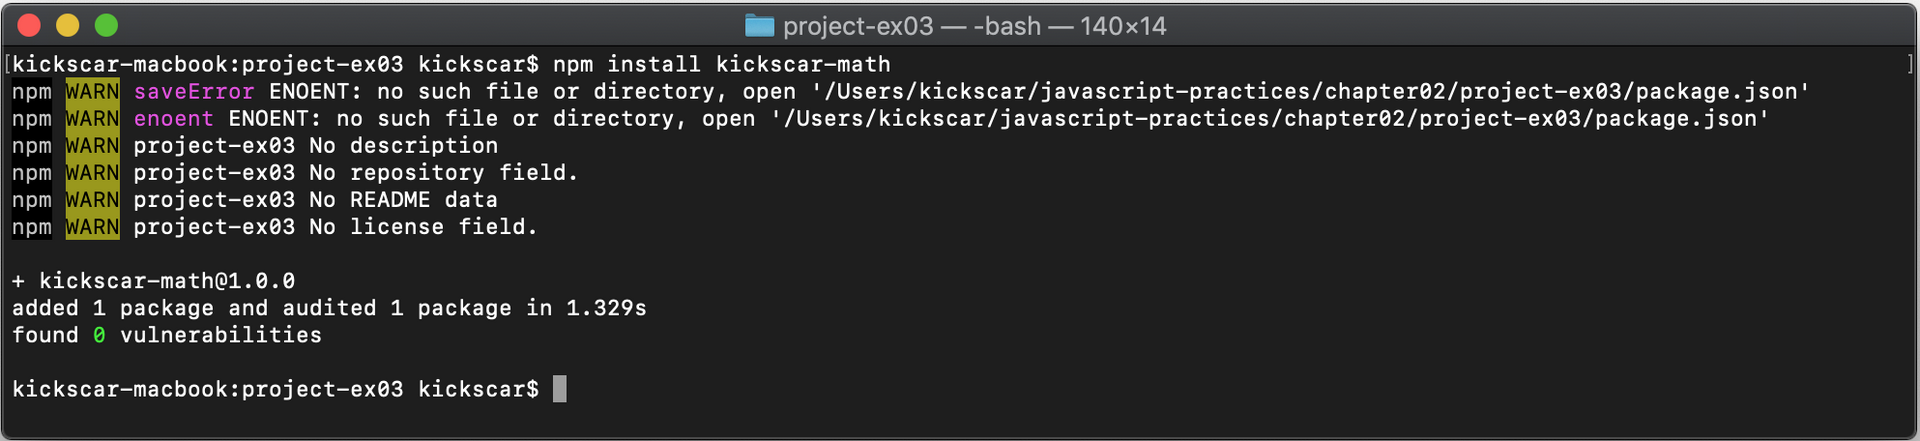 project-ex03 — -bash — 140×14
[kickscar-macbook:project-ex03 kickscar$ npm install kickscar-math ]
npm WARN saveError ENOENT: no such file or directory, open '/Users/kickscar/javascript-practices/chapter02/project-ex03/package.json'
npm WARN enoent ENOENT: no such file or directory, open '/Users/kickscar/javascript-practices/chapter02/project-ex03/package.json'
npm WARN project-ex03 No description
npm WARN project-ex03 No repository field.
npm WARN project-ex03 No README data
npm WARN project-ex03 No license field.
+ kickscar-math@1.0.0
added 1 package and audited 1 package in 1.329s
found 0 vulnerabilities
kickscar-macbook:project-ex03 kickscar$